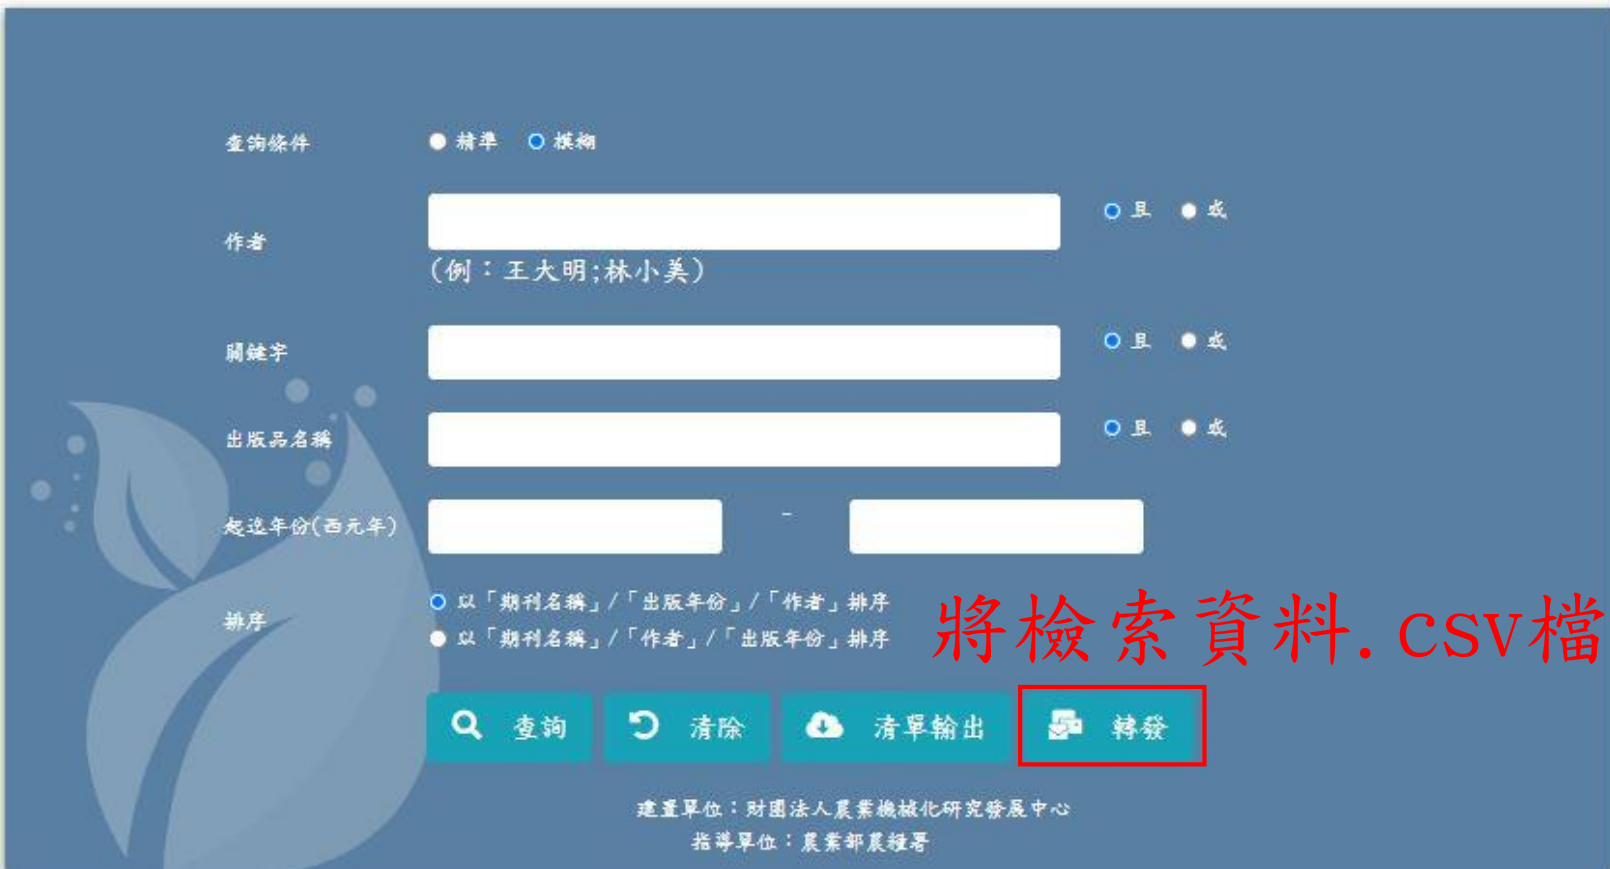 查詢條件 精準 模糊
作者 且 或
(例：王大明;林小美)
關鍵字 且 或
出版品名稱 且 或
起迄年份(西元年) -
排序 以「期刊名稱」/「出版年份」/「作者」排序
以「期刊名稱」/「作者」/「出版年份」排序
將檢索資料.csv檔
查詢 清除 清單輸出 轉發
建置單位：財團法人農業機械化研究發展中心
指導單位：農業部農糧署